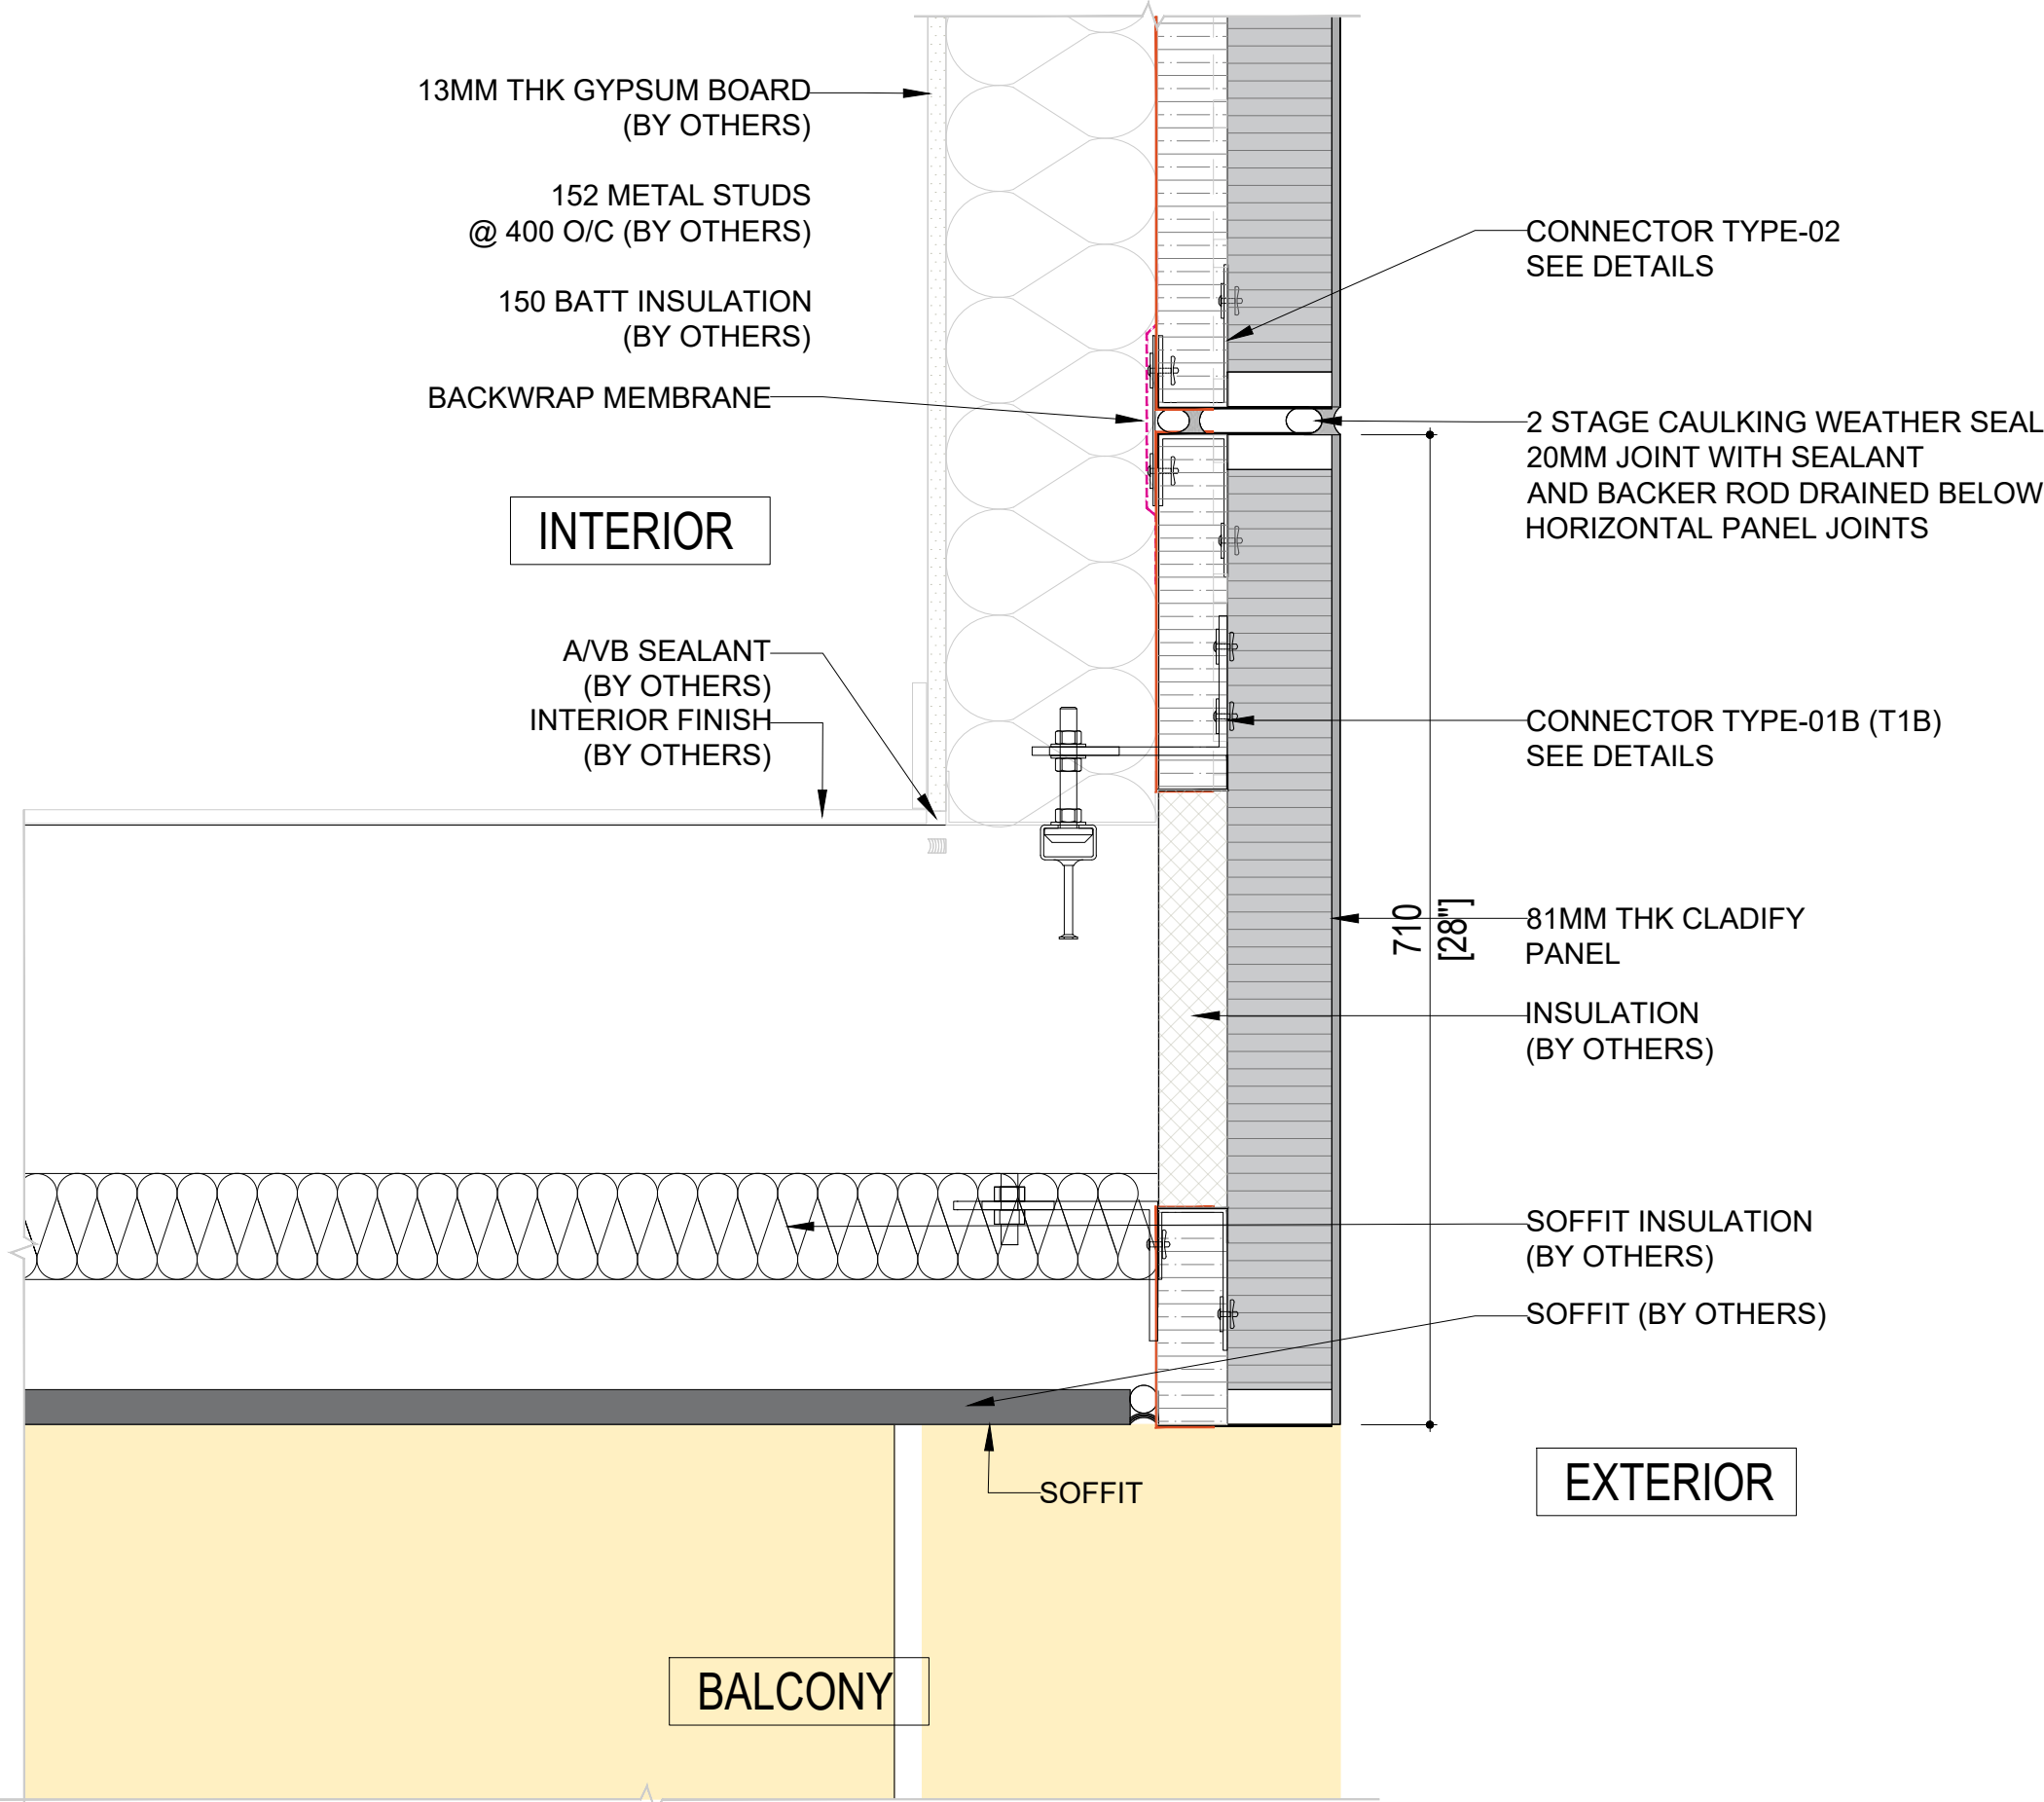 13MM THK GYPSUM BOARD
(BY OTHERS)
152 METAL STUDS
@ 400 O/C (BY OTHERS)
150 BATT INSULATION
(BY OTHERS)
BACKWRAP MEMBRANE
INTERIOR
A/VB SEALANT
(BY OTHERS)
INTERIOR FINISH
(BY OTHERS)
CONNECTOR TYPE-02
SEE DETAILS
2 STAGE CAULKING WEATHER SEAL
20MM JOINT WITH SEALANT
AND BACKER ROD DRAINED BELOW
HORIZONTAL PANEL JOINTS
CONNECTOR TYPE-01B (T1B)
SEE DETAILS
710
[28"]
81MM THK CLADIFY
PANEL
INSULATION
(BY OTHERS)
SOFFIT INSULATION
(BY OTHERS)
SOFFIT (BY OTHERS)
SOFFIT
EXTERIOR
BALCONY